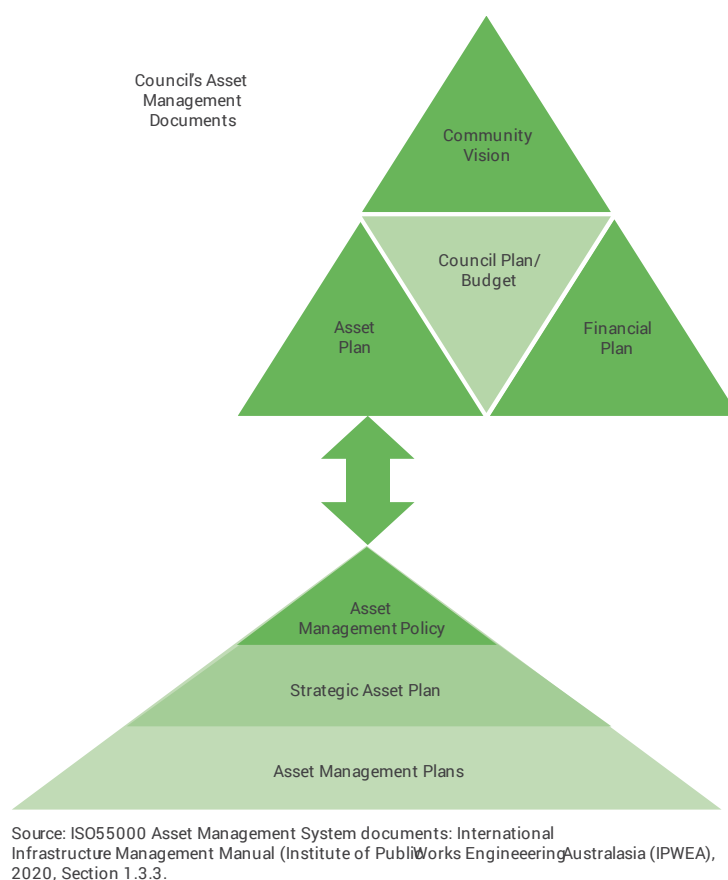 Council's Asset
Management
Documents
Community
Vision
Council Plan/
Budget
Asset
Plan
Financial
Plan
Asset
Management Policy
Strategic Asset Plan
Asset Management Plans
Source: ISO55000 Asset Management System documents: International
Infrastructure Management Manual (Institute of Public Works Engineeering Australasia (IPWEA),
2020, Section 1.3.3.